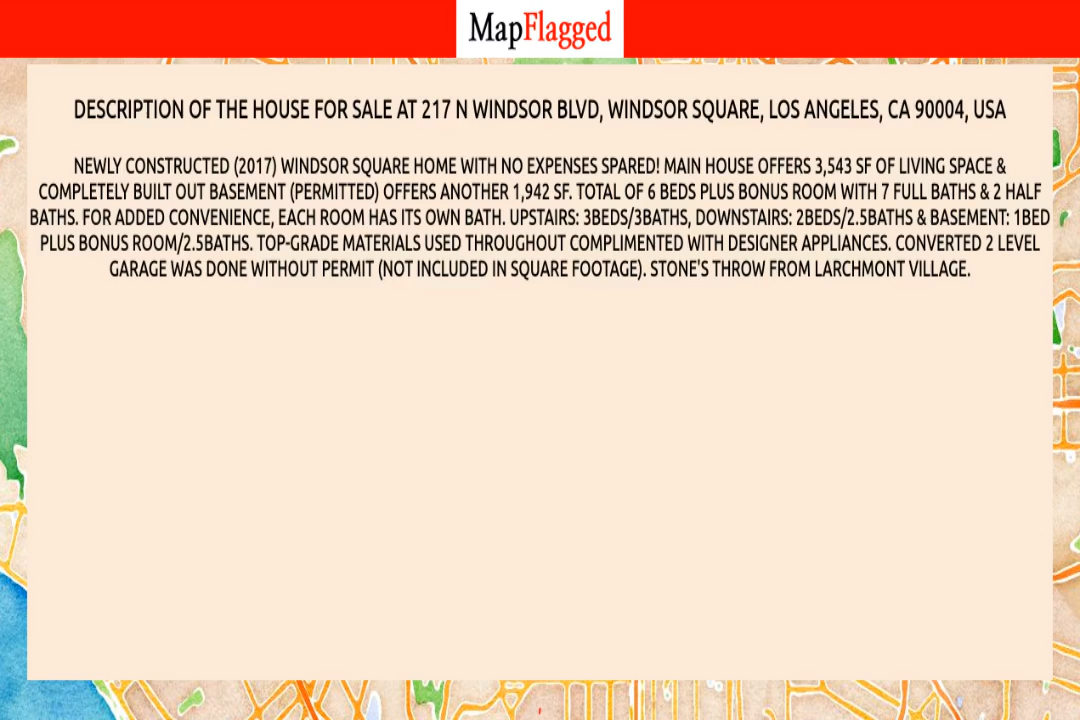 MapFlagged
DESCRIPTION OF THE HOUSE FOR SALE AT 217 N WINDSOR BLVD, WINDSOR SQUARE, LOS ANGELES, CA 90004, USA
NEWLY CONSTRUCTED (2017) WINDSOR SQUARE HOME WITH NO EXPENSES SPARED! MAIN HOUSE OFFERS 3,543 SF OF LIVING SPACE &
COMPLETELY BUILT OUT BASEMENT (PERMITTED) OFFERS ANOTHER 1,942 SF. TOTAL OF 6 BEDS PLUS BONUS ROOM WITH 7 FULL BATHS & 2 HALF
BATHS. FOR ADDED CONVENIENCE, EACH ROOM HAS ITS OWN BATH. UPSTAIRS: 3BEDS/3BATHS, DOWNSTAIRS: 2BEDS/2.5BATHS & BASEMENT: 1BED
PLUS BONUS ROOM/2.5BATHS. TOP-GRADE MATERIALS USED THROUGHOUT COMPLIMENTED WITH DESIGNER APPLIANCES. CONVERTED 2 LEVEL
GARAGE WAS DONE WITHOUT PERMIT (NOT INCLUDED IN SQUARE FOOTAGE). STONE'S THROW FROM LARCHMONT VILLAGE.